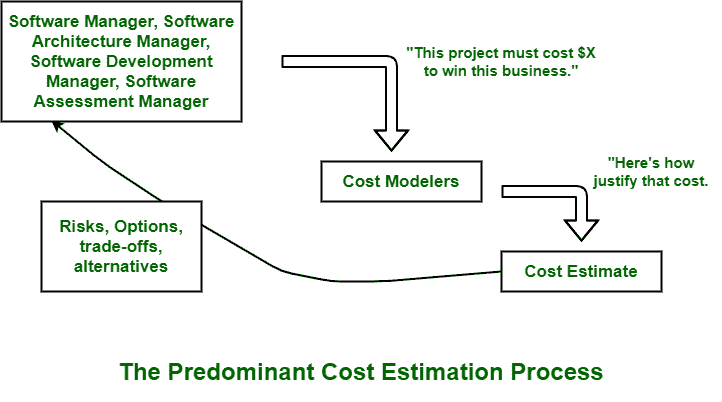 Software Manager, Software
Architecture Manager,
Software Development
Manager, Software
Assessment Manager
"This project must cost $X
to win this business."
Cost Modelers
"Here's how
justify that cost.
Risks, Options,
trade-offs,
alternatives
Cost Estimate
The Predominant Cost Estimation Process